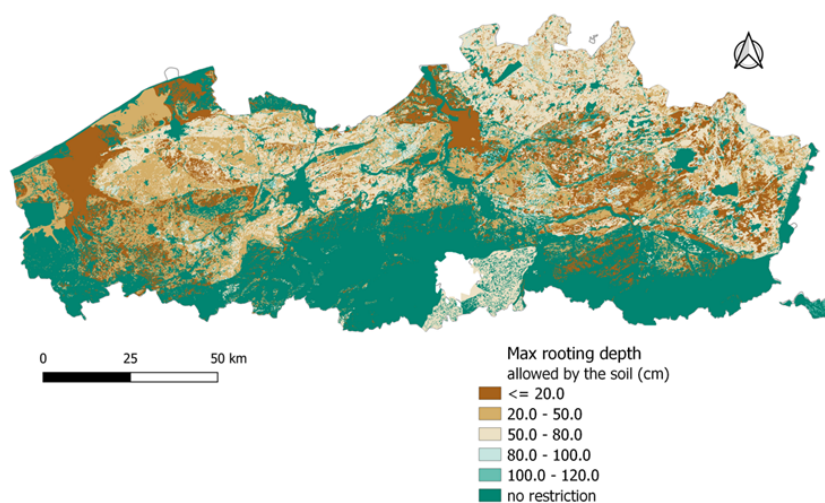 0 25 50 km
Max rooting depth
allowed by the soil (cm)
<= 20.0
20.0 - 50.0
50.0 - 80.0
80.0 - 100.0
100.0 - 120.0
no restriction